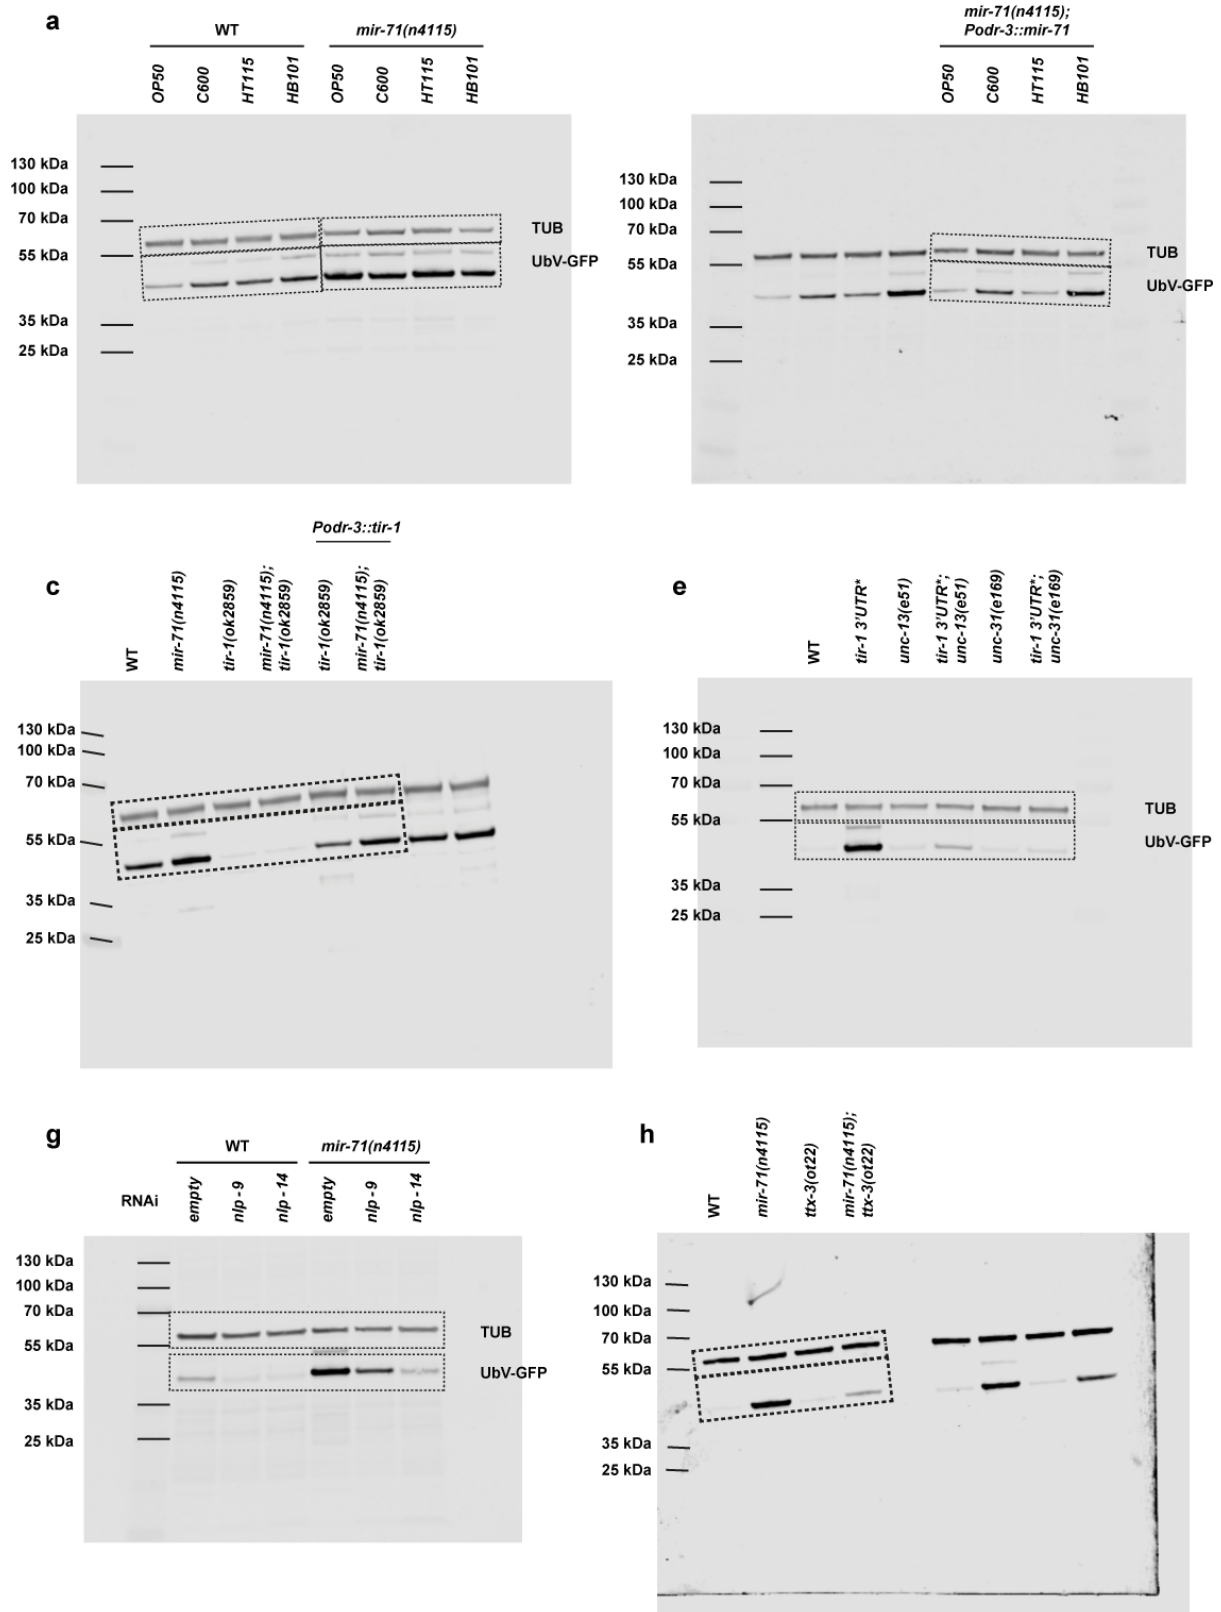 a
WT
mir-71(n4115)
OP50
C600
HT115
HB101
OP50
C600
HT115
HB101
130 kDa
100 kDa
70 kDa
55 kDa
35 kDa
25 kDa
TUB
UbV-GFP
mir-71(n4115);
Podr-3::mir-71
OP50
C600
HT115
HB101
130 kDa
100 kDa
70 kDa
55 kDa
35 kDa
25 kDa
TUB
UbV-GFP
c
Podr-3::tir-1
WT
mir-71(n4115)
tir-1(ok2859)
mir-71(n4115);
tir-1(ok2859)
tir-1(ok2859)
mir-71(n4115);
tir-1(ok2859)
130 kDa
100 kDa
70 kDa
55 kDa
35 kDa
25 kDa
e
WT
tir-1 3'UTR*
unc-13(e51)
tir-1 3'UTR*;
unc-13(e51)
unc-31(e169)
tir-1 3'UTR*;
unc-31(e169)
130 kDa
100 kDa
70 kDa
55 kDa
35 kDa
25 kDa
TUB
UbV-GFP
g
WT
mir-71(n4115)
RNAi
empty
nlp-9
nlp-14
empty
nlp-9
nlp-14
130 kDa
100 kDa
70 kDa
55 kDa
35 kDa
25 kDa
TUB
UbV-GFP
h
WT
mir-71(n4115)
ttx-3(ot22)
mir-71(n4115);
ttx-3(ot22)
130 kDa
100 kDa
70 kDa
55 kDa
35 kDa
25 kDa